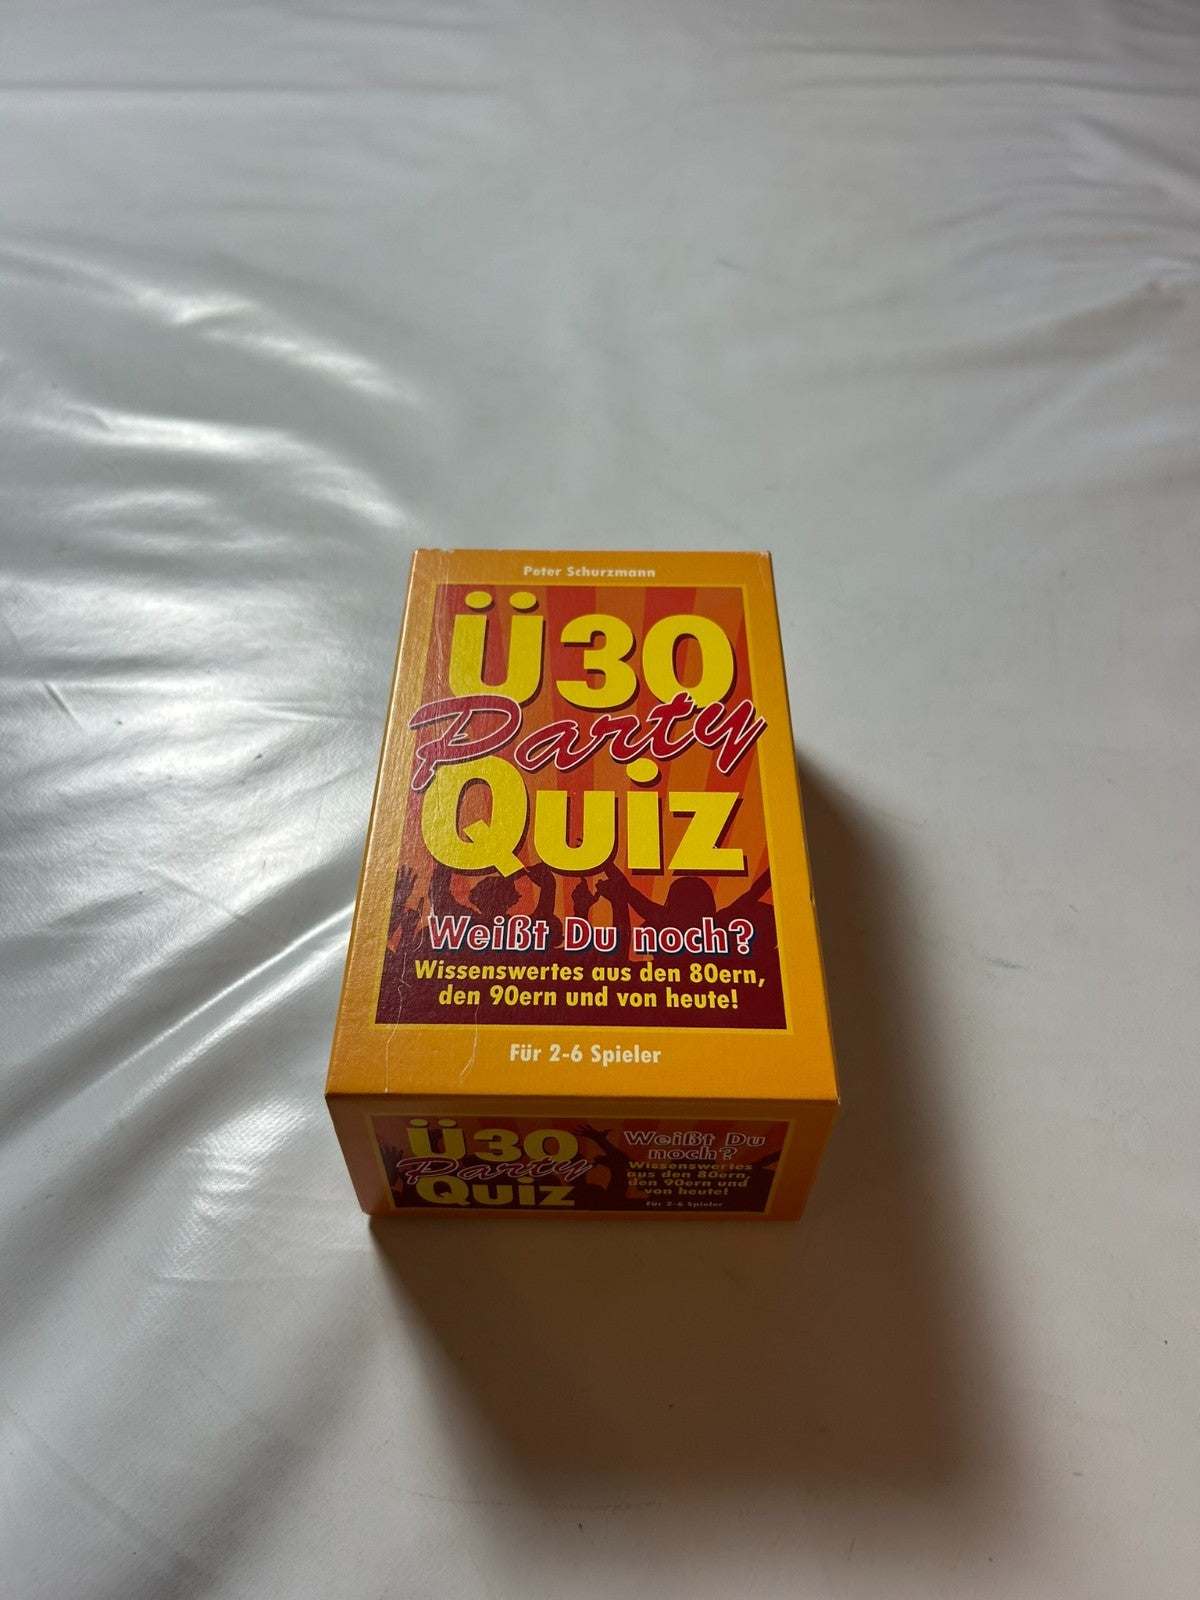 Peter Schurzmann
Ü30
Party
Quiz
Weißt Du noch?
Wissenswertes aus den 80ern,
den 90ern und von heute!
Für 2-6 Spieler
Ü30
Party
Quiz
Weißt Du
noch?
Wissenswertes
aus den 80ern,
den 90ern und
von heute!
Für 2-6 Spieler